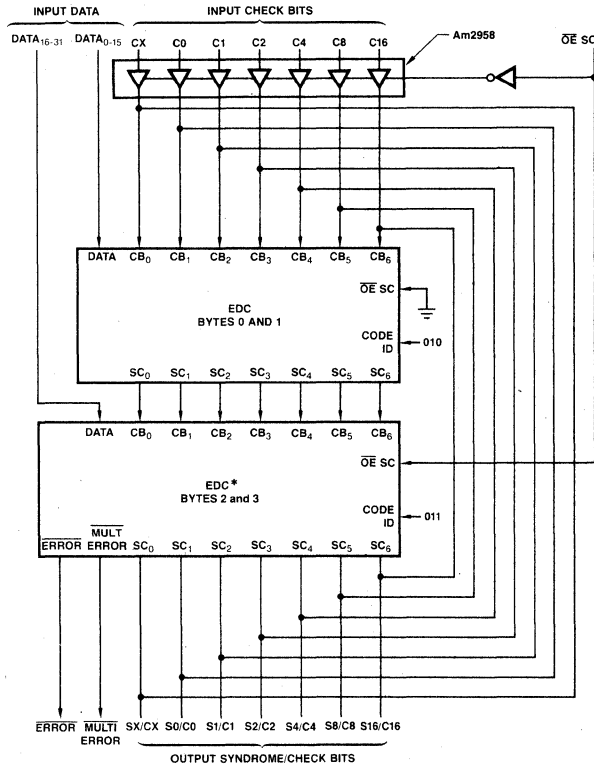 INPUT DATA INPUT CHECK BITS
DATA16-31 DATA0-15 CX C0 C1 C2 C4 C8 C16 Am2958 OE SC
DATA CB0 CB1 CB2 CB3 CB4 CB5 CB6
OE SC
EDC
BYTES 0 AND 1
CODE
ID 010
SC0 SC1 SC2 SC3 SC4 SC5 SC6
DATA CB0 CB1 CB2 CB3 CB4 CB5 CB6
OE SC
EDC*
BYTES 2 and 3
CODE
ID 011
MULT
ERROR ERROR SC0 SC1 SC2 SC3 SC4 SC5 SC6
ERROR MULTI SX/CX S0/C0 S1/C1 S2/C2 S4/C4 S8/C8 S16/C16
ERROR
OUTPUT SYNDROME/CHECK BITS